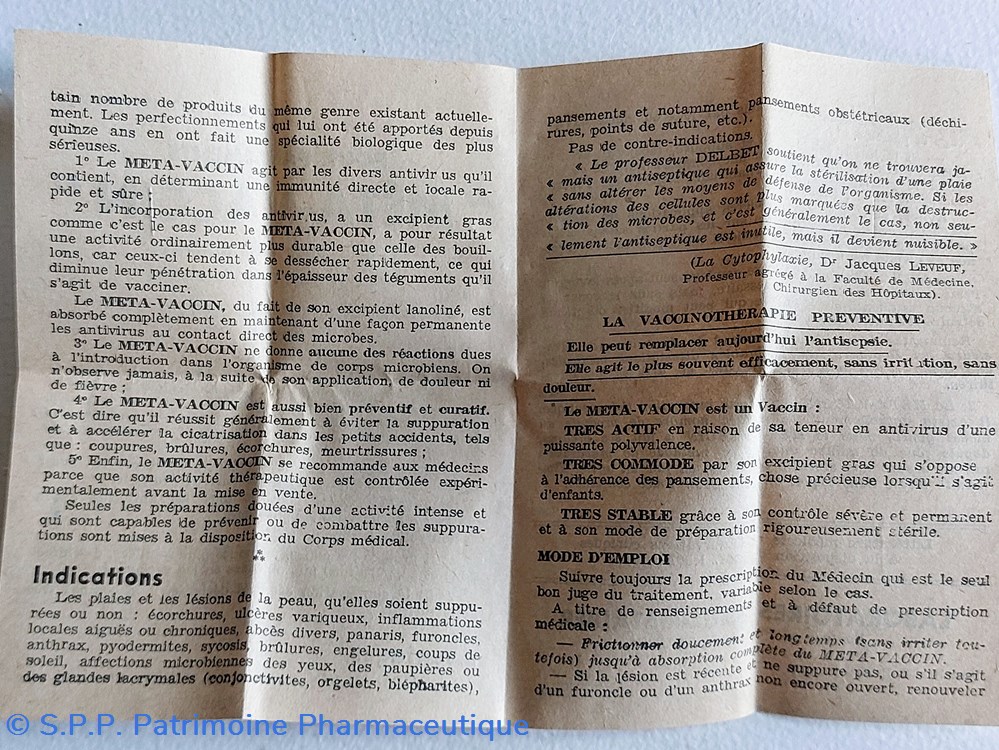 tain nombre de produits du même genre existant actuelle-
ment. Les perfectionnements qui lui ont été apportés depuis
quinze ans en ont fait une spécialité biologique des plus
sérieuses.
1° Le META-VACCIN agit par les divers antivirus qu'il
contient, en déterminant une immunité directe et locale ra-
pide et sûre ;
2° L'incorporation des antivirus, a un excipient gras
comme c'est le cas pour le META-VACCIN, a pour résultat
une activité ordinairement plus durable que celle des bouil-
lons, car ceux-ci tendent à se dessécher rapidement, ce qui
diminue leur pénétration dans l'épaisseur des téguments qu'il
s'agit de vacciner.
Le META-VACCIN, du fait de son excipient lanoliné, est
absorbé complètement en maintenant d'une façon permanente
les antivirus au contact direct des microbes.
3° Le META-VACCIN ne donne aucune des réactions dues
à l'introduction dans l'organisme de corps microbiens. On
n'observe jamais, à la suite de son application, de douleur ni
de fièvre ;
4° Le META-VACCIN est aussi bien préventif et curatif.
C'est dire qu'il réussit généralement à éviter la suppuration
et à accélérer la cicatrisation dans les petits accidents, tels
que : coupures, brûlures, écorchures, meurtrissures ;
5° Enfin, le META-VACCIN se recommande aux médecins
parce que son activité thérapeutique est contrôlée expéri-
mentalement avant la mise en vente.
Seules les préparations douées d'une activité intense et
qui sont capables de prévenir ou de combattre les suppura-
tions sont mises à la disposition du Corps médical.
***
Indications
Les plaies et les lésions de la peau, qu'elles soient suppu-
rées ou non : écorchures, ulcères variqueux, inflammations
locales aiguës ou chroniques, abcès divers, panaris, furoncles,
anthrax, pyodermites, sycosis, brûlures, engelures, coups de
soleil, affections microbiennes des yeux, des paupières ou
des glandes lacrymales (conjonctivites, orgelets, blépharites),
pansements et notamment pansements obstétricaux (déchi-
rures, points de suture, etc.).
Pas de contre-indications.
« Le professeur DELBET soutient qu'on ne trouvera ja-
« mais un antiseptique qui assure la stérilisation d'une plaie
« sans altérer les moyens de défense de l'organisme. Si les
altérations des cellules sont plus marquées que la destruc-
« tion des microbes, et c'est généralement le cas, non seu-
« lement l'antiseptique est inutile, mais il devient nuisible. »
(La Cytophylaxie, Dr Jacques LEVEUF,
Professeur agrégé à la Faculté de Médecine,
Chirurgien des Hôpitaux).
LA VACCINOTHERAPIE PREVENTIVE
Elle peut remplacer aujourd'hui l'antisepsie.
Elle agit le plus souvent efficacement, sans irritation, sans
douleur.
Le META-VACCIN est un Vaccin :
TRES ACTIF en raison de sa teneur en antivirus d'une
puissante polyvalence.
TRES COMMODE par son excipient gras qui s'oppose
à l'adhérence des pansements, chose précieuse lorsqu'il s'agit
d'enfants.
TRES STABLE grâce à son contrôle sévère et permanent
et à son mode de préparation rigoureusement stérile.
MODE D'EMPLOI
Suivre toujours la prescription du Médecin qui est le seul
bon juge du traitement, variable selon le cas.
A titre de renseignements et à défaut de prescription
médicale :
— Frictionner doucement et longtemps (sans irriter tou-
tefois) jusqu'à absorption complète du META-VACCIN.
— Si la lésion est récente et ne suppure pas, ou s'il s'agit
d'un furoncle ou d'un anthrax non encore ouvert, renouveler
© S.P.P. Patrimoine Pharmaceutique